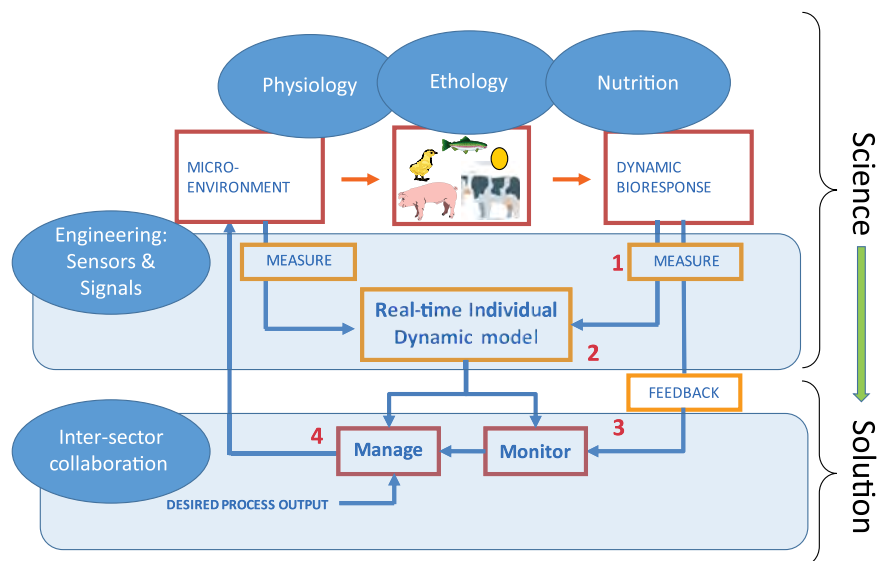 Physiology
Ethology
Nutrition
MICRO-
ENVIRONMENT
DYNAMIC
BIORESPONSE
Science
Engineering:
Sensors &
Signals
MEASURE
1
MEASURE
Real-time Individual
Dynamic model
2
FEEDBACK
3
Inter-sector
collaboration
4
Manage
Monitor
DESIRED PROCESS OUTPUT
Solution